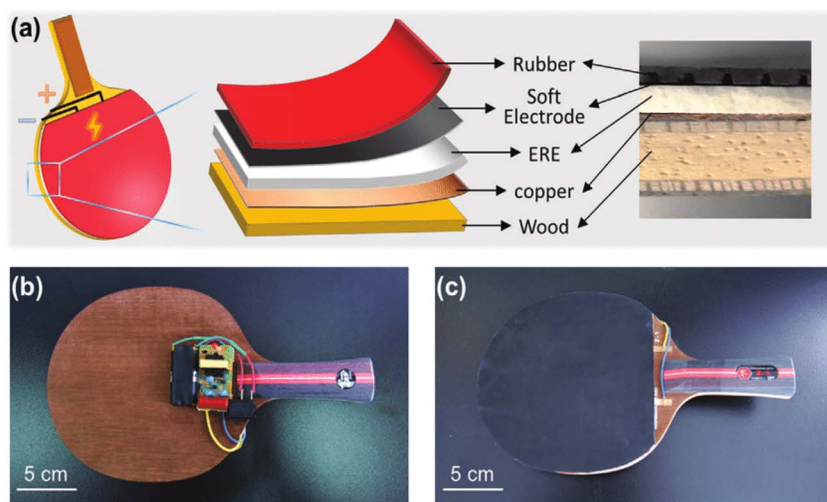 (a)
+
−
Rubber
Soft
Electrode
ERE
copper
Wood
(b)
5 cm
(c)
5 cm